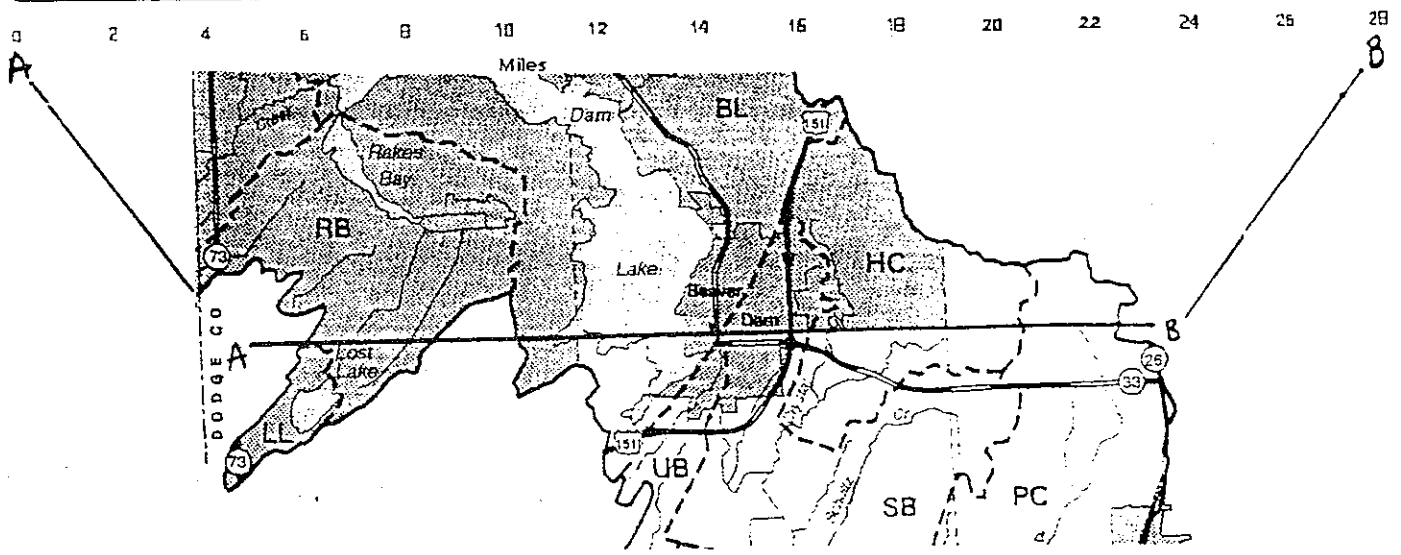 0 2 4 6 8 10 12 14 16 18 20 22 24 26 28
A B
Miles
Dam
BL
151
Rakes
Bay
RB
HC
73
Lake
Beaver
Dam
A B
Lost
Lake
26
33
DODGE CO
LL
73
151
UB
Cr
SB PC